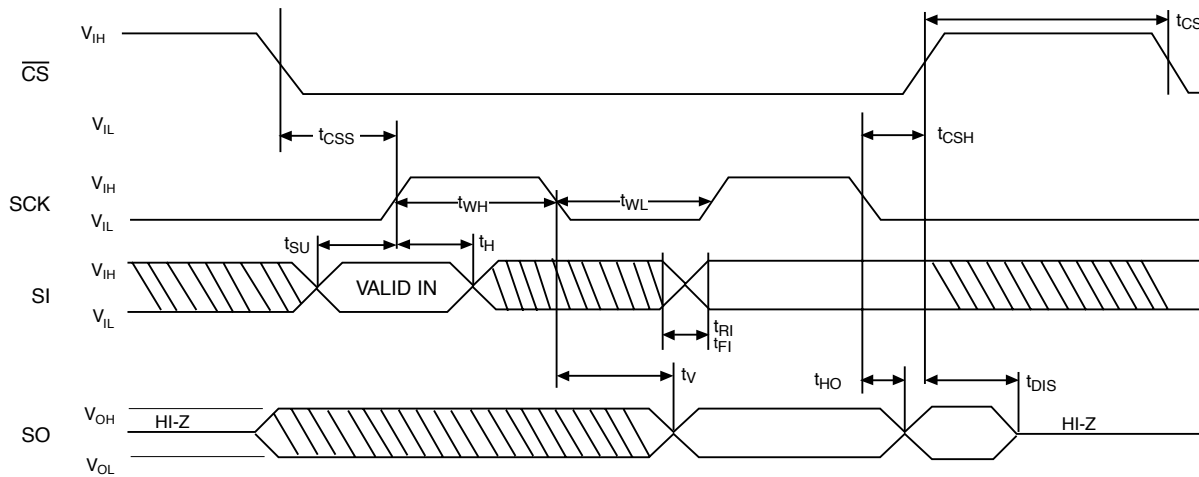 V_IH
t_CS
CS
V_IL
t_CSS
t_CSH
V_IH
SCK
t_WH
t_WL
V_IL
t_SU
t_H
V_IH
SI
VALID IN
V_IL
t_RI
t_FI
t_V
t_HO
t_DIS
V_OH
HI-Z
HI-Z
SO
V_OL